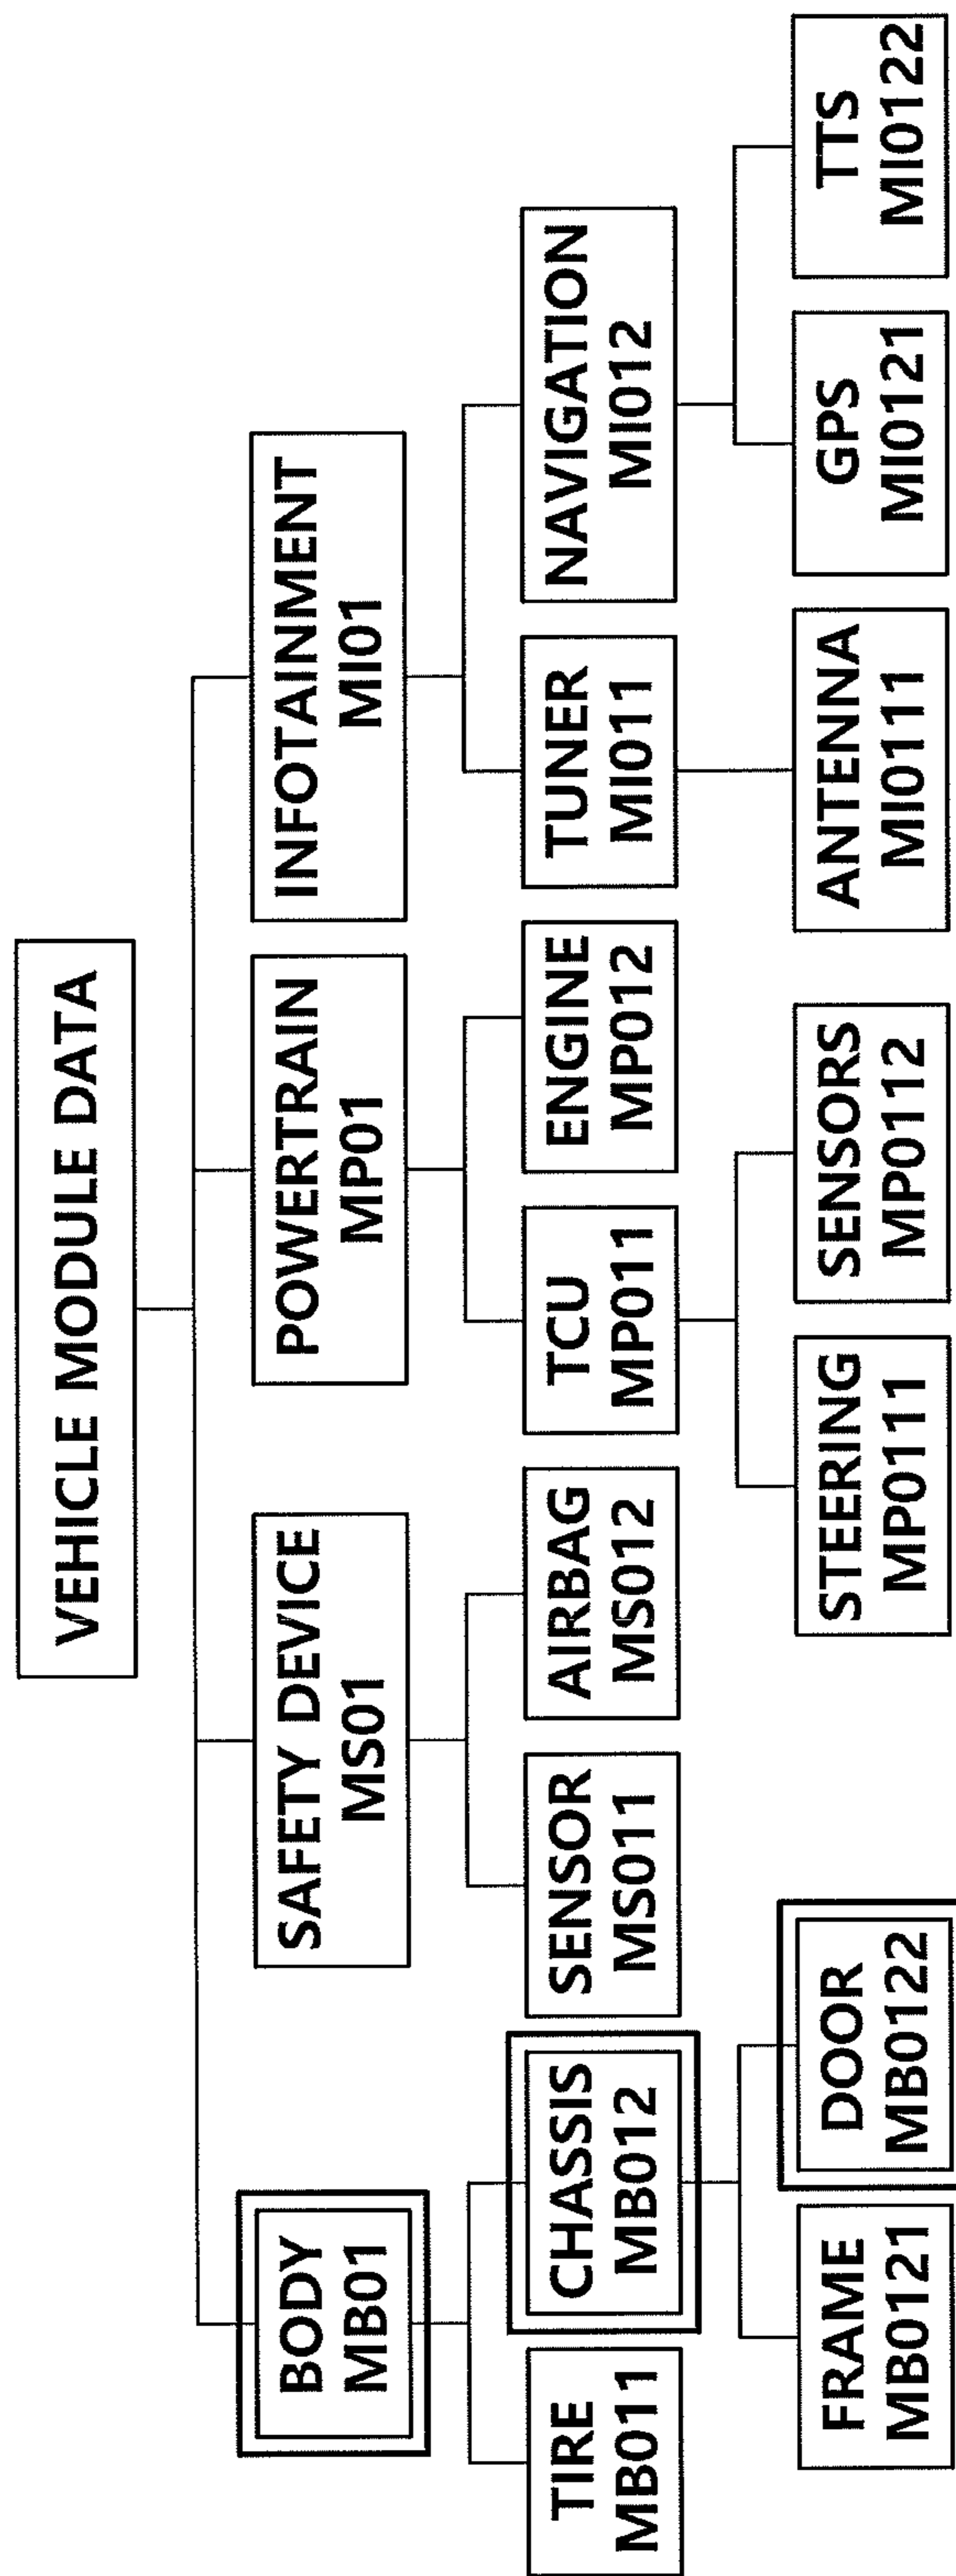 VEHICLE MODULE DATA
BODY
MB01
SAFETY DEVICE
MS01
POWERTRAIN
MP01
INFOTAINMENT
MI01
TIRE
MB011
CHASSIS
MB012
SENSOR
MS011
AIRBAG
MS012
TCU
MP011
ENGINE
MP012
TUNER
MI011
NAVIGATION
MI012
FRAME
MB0121
DOOR
MB0122
STEERING
MP0111
SENSORS
MP0112
ANTENNA
MI0111
GPS
MI0121
TTS
MI0122